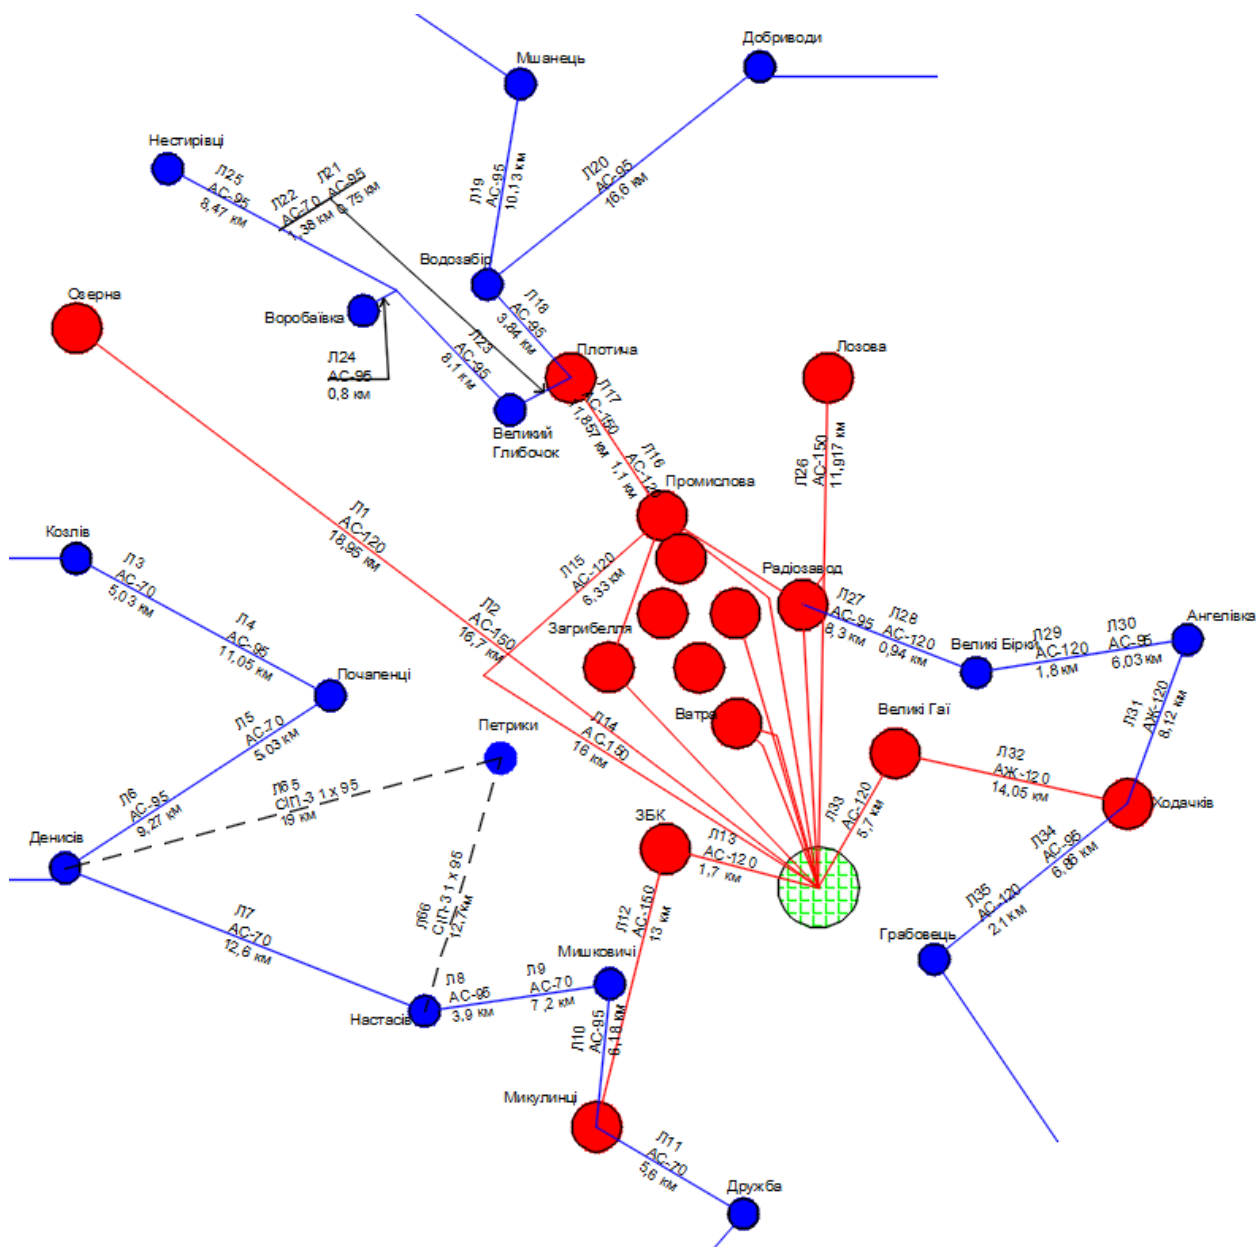 Добриводи
Мшанець
Л20
АС-95
16,6 км
Л19
АС-95
10,13 км
Нестирівці
Л25
АС-95
8,47 км
Л22
АС-70
1,38 км
Л21
АС-95
0,75 км
Водозабір
Л18
АС-95
3,84 км
Озерна
Воробаївка
Л24
АС-95
0,8 км
Л23
АС-95
8,1 км
Плотича
Лозова
Великий
Глибочок
Л17
АС-150
11,857 км
Л16
АС-120
1,1 км
Промислова
Л26
АС-150
11,917 км
Л1
АС-120
18,95 км
Козлів
Л3
АС-70
5,03 км
Л15
АС-120
6,33 км
Радіозавод
Л27
АС-95
8,3 км
Л28
АС-120
0,94 км
Л2
АС-150
16,7 км
Загрибелля
Л4
АС-95
11,05 км
Великі Бірки
Л29
АС-120
1,8 км
Л30
АС-95
6,03 км
Ангелівка
Почапенці
Л5
АС-70
5,03 км
Петрики
Ватра
Л14
АС-150
16 км
Великі Гаї
Л31
АЖ-120
8,12 км
Л32
АЖ-120
14,05 км
Ходачків
Л6
АС-95
9,27 км
Л65
СІП-3 1 х 95
19 км
Денисів
ЗБК
Л13
АС-120
1,7 км
Л33
АС-120
5,7 км
Л34
АС-95
6,86 км
Л35
АС-120
2,1 км
Грабовець
Л7
АС-70
12,6 км
Л66
СІП-3 1 х 95
12,7км
Л12
АС-150
13 км
Мишковичі
Л8
АС-95
3,9 км
Л9
АС-70
7,2 км
Настасів
Л10
АС-95
6,18 км
Микулинці
Л11
АС-70
5,6 км
Дружба